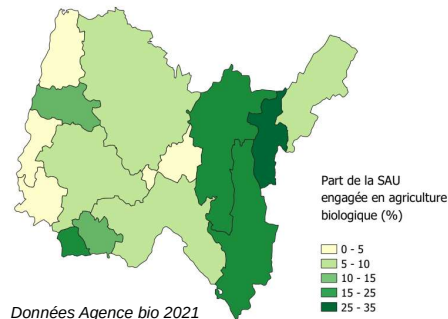 Part de la SAU
engagée en agriculture
biologique (%)
0 - 5
5 - 10
10 - 15
15 - 25
25 - 35
Données Agence bio 2021